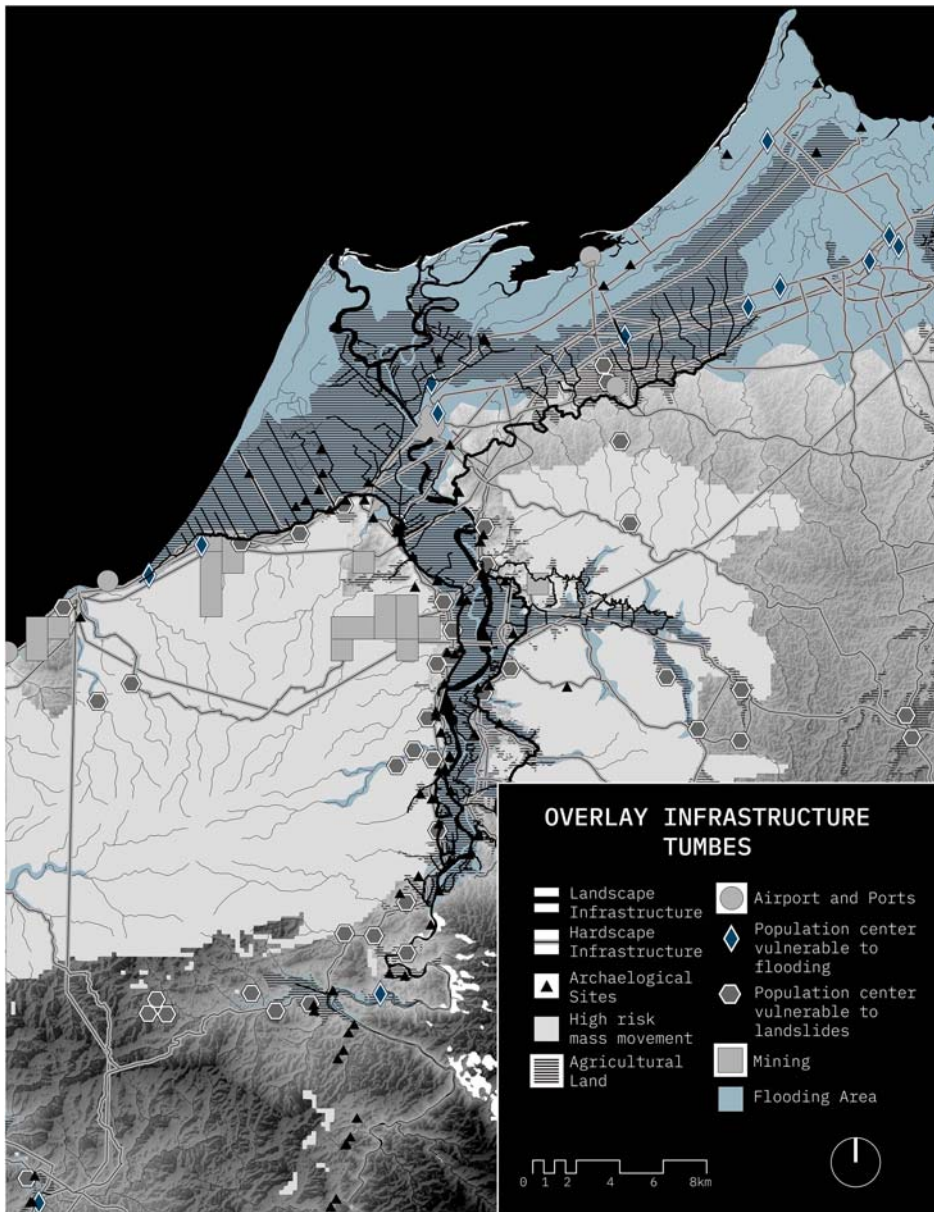 OVERLAY INFRASTRUCTURE
TUMBES
Landscape
Infrastructure
Hardscape
Infrastructure
Archaelogical
Sites
High risk
mass movement
Agricultural
Land
Airport and Ports
Population center
vulnerable to
flooding
Population center
vulnerable to
landslides
Mining
Flooding Area
0 1 2 4 6 8km